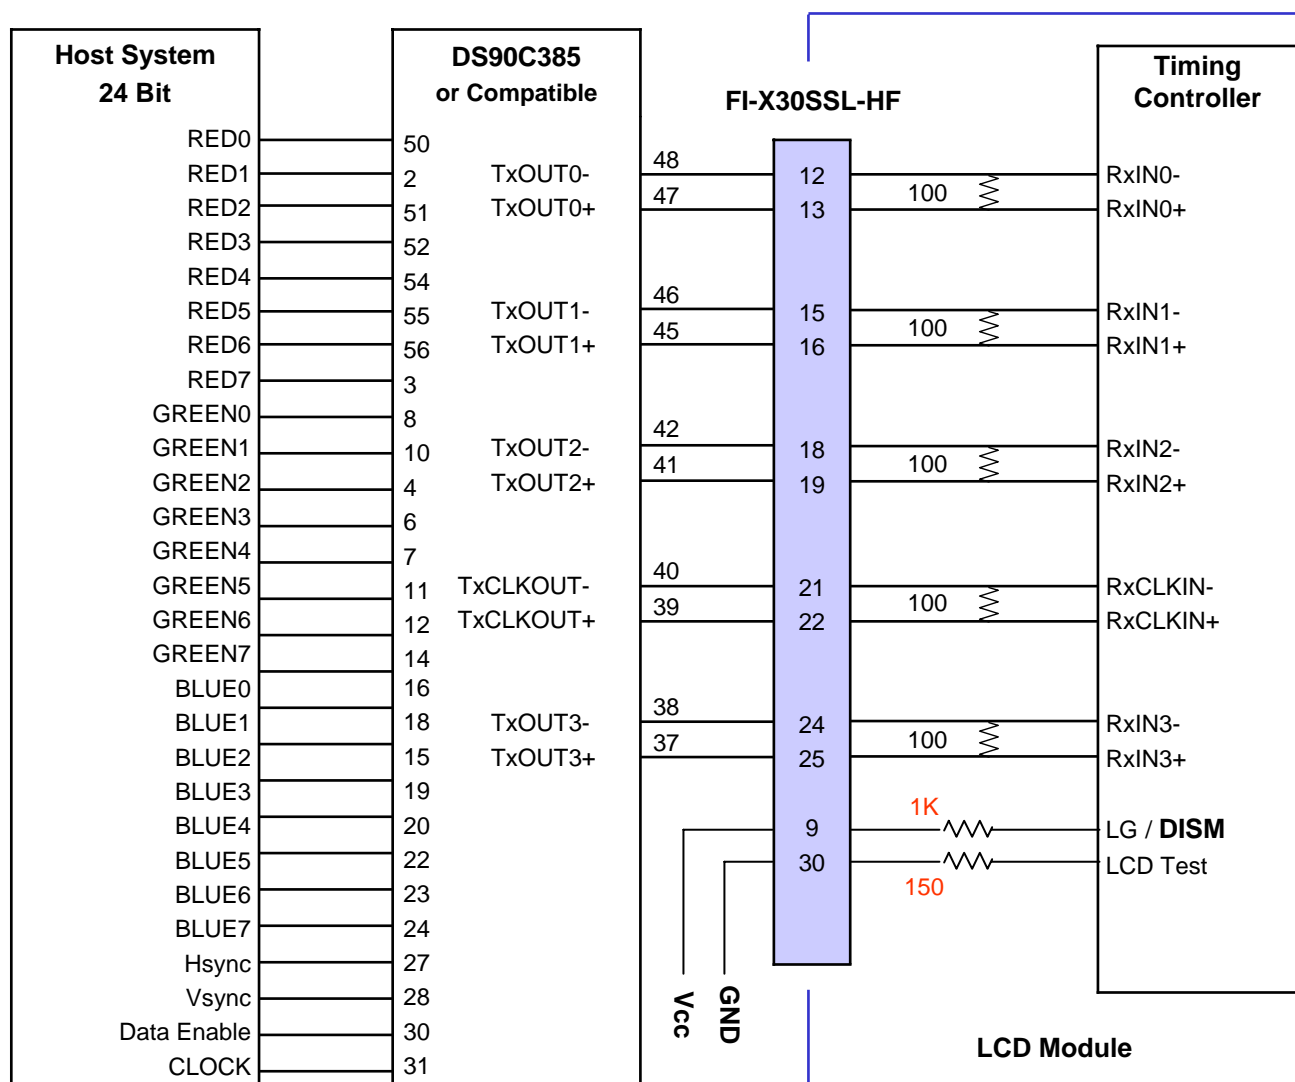 Host System
24 Bit
DS90C385
or Compatible
FI-X30SSL-HF
Timing
Controller
RED0 50
RED1 2 TxOUT0- 48 12 RxIN0-
100
RED2 51 TxOUT0+ 47 13 RxIN0+
RED3 52
RED4 54
RED5 55 TxOUT1- 46 15 RxIN1-
100
RED6 56 TxOUT1+ 45 16 RxIN1+
RED7 3
GREEN0 8
GREEN1 10 TxOUT2- 42 18 RxIN2-
100
GREEN2 4 TxOUT2+ 41 19 RxIN2+
GREEN3 6
GREEN4 7
GREEN5 11 TxCLKOUT- 40 21 RxCLKIN-
100
GREEN6 12 TxCLKOUT+ 39 22 RxCLKIN+
GREEN7 14
BLUE0 16
BLUE1 18 TxOUT3- 38 24 RxIN3-
100
BLUE2 15 TxOUT3+ 37 25 RxIN3+
BLUE3 19
1K
BLUE4 20 9 LG / DISM
BLUE5 22 30 LCD Test
150
BLUE6 23
BLUE7 24
Hsync 27
Vsync 28
Data Enable 30
CLOCK 31
Vcc
GND
LCD Module